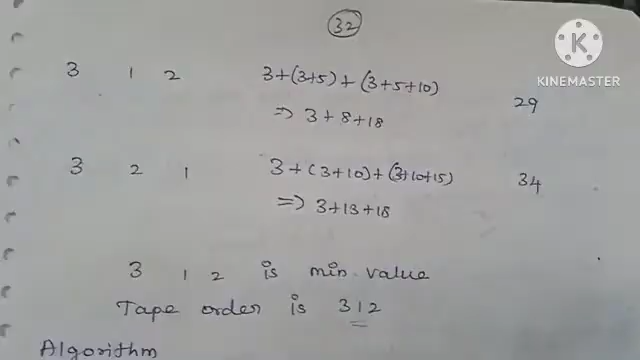 32
K
KINEMASTER
3 1 2 3+(3+5)+(3+5+10) 29
⇒ 3+8+18
3 2 1 3+(3+10)+(3+10+15) 34
⇒ 3+13+18
3 1 2 is min. value
Tape order is 312
Algorithm